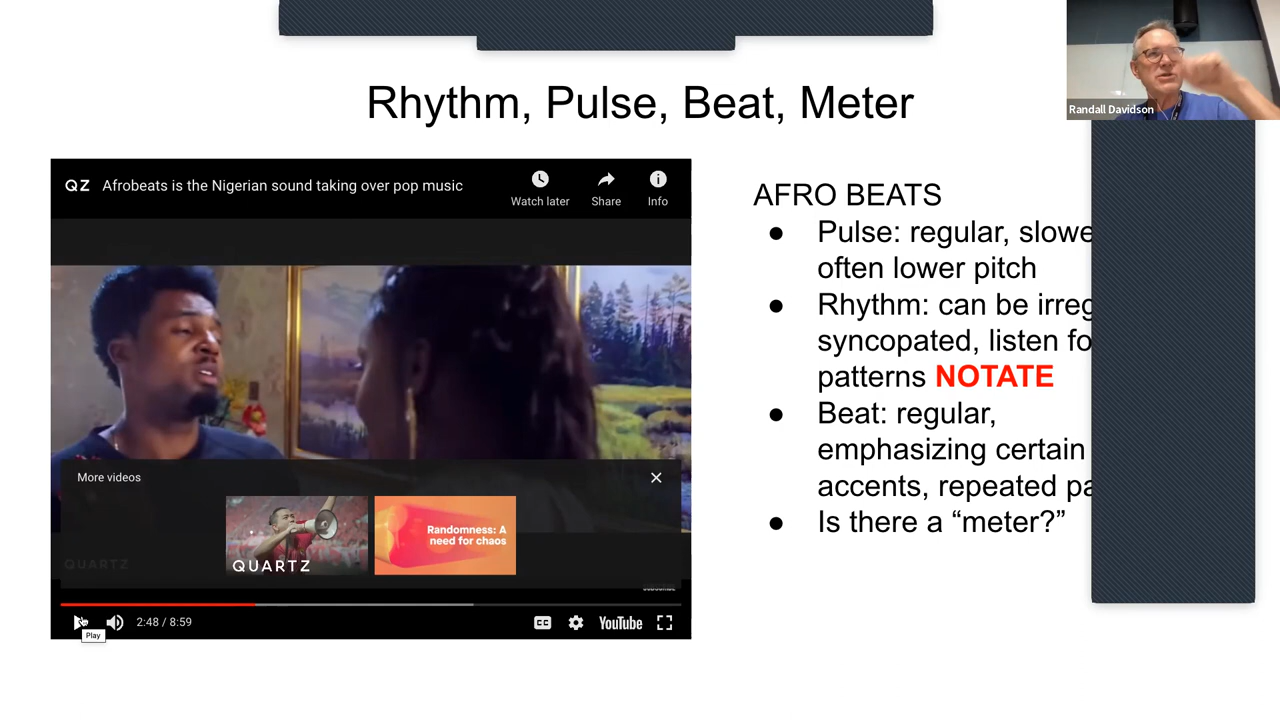 Rhythm, Pulse, Beat, Meter
Randall Davidson
QZ Afrobeats is the Nigerian sound taking over pop music
Watch later Share Info
More videos
QUARTZ
Randomness: A
need for chaos
QUARTZ
SUBSCRIBE
2:48 / 8:59
CC
YouTube
Play
AFRO BEATS
● Pulse: regular, slowe
often lower pitch
● Rhythm: can be irreg
syncopated, listen fo
patterns NOTATE
● Beat: regular,
emphasizing certain
accents, repeated pa
● Is there a “meter?”